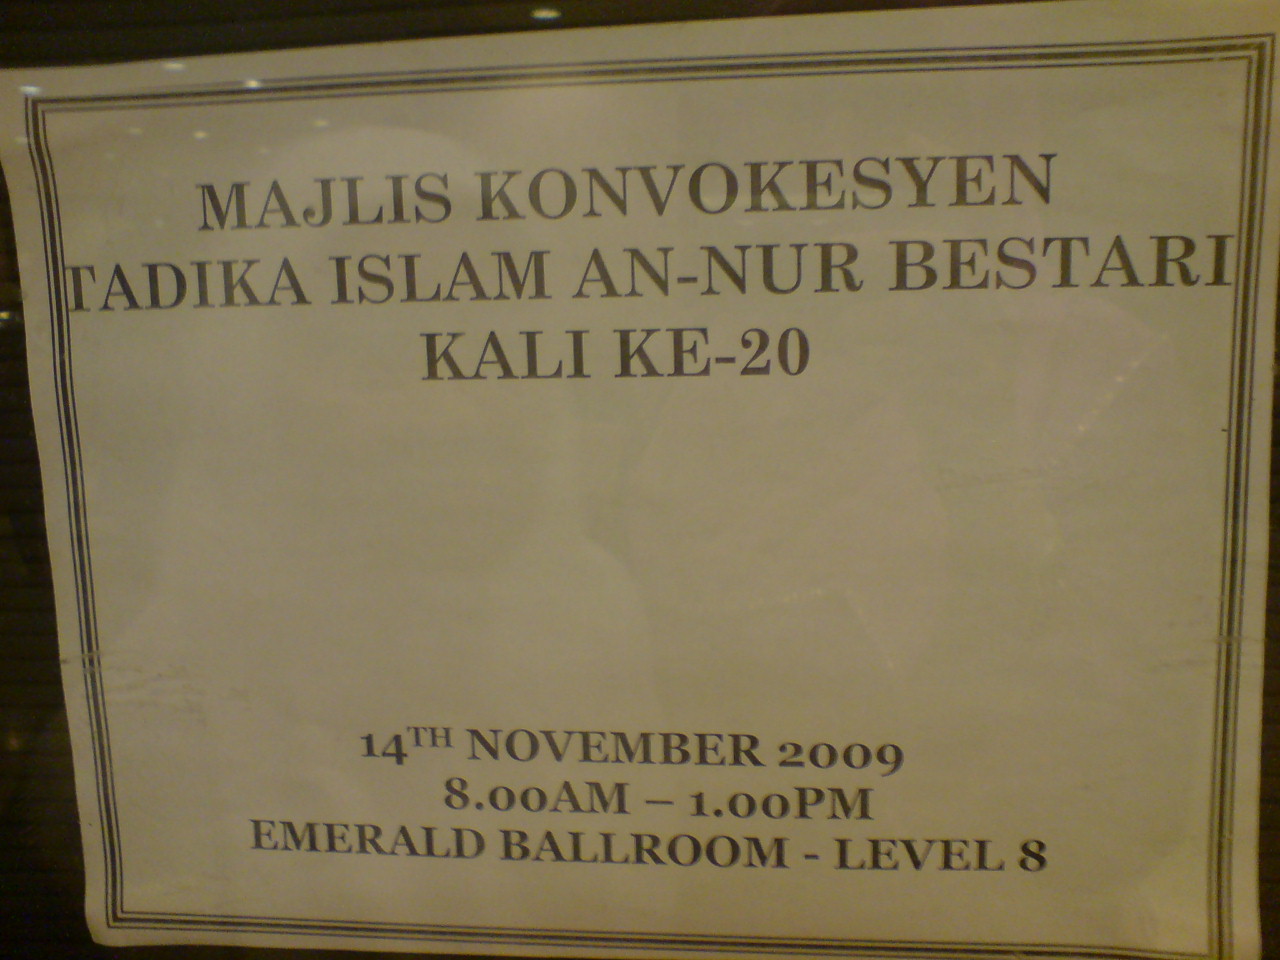 MAJLIS KONVOKESYEN
TADIKA ISLAM AN-NUR BESTARI
KALI KE-20
14TH NOVEMBER 2009
8.00AM – 1.00PM
EMERALD BALLROOM - LEVEL 8